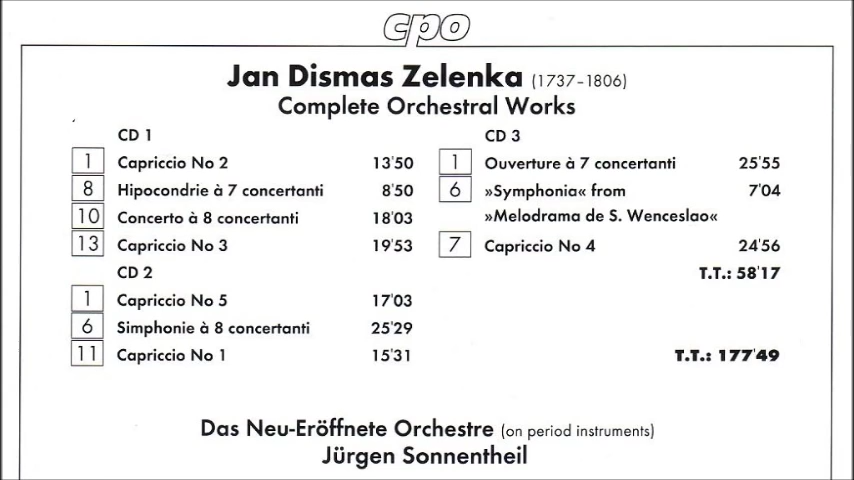 cpo
Jan Dismas Zelenka (1737–1806)
Complete Orchestral Works
CD 1
1 Capriccio No 2 13'50
8 Hipocondrie à 7 concertanti 8'50
10 Concerto à 8 concertanti 18'03
13 Capriccio No 3 19'53
CD 2
1 Capriccio No 5 17'03
6 Simphonie à 8 concertanti 25'29
11 Capriccio No 1 15'31
CD 3
1 Ouverture à 7 concertanti 25'55
6 »Symphonia« from 7'04
»Melodrama de S. Wenceslao«
7 Capriccio No 4 24'56
T.T.: 58'17
T.T.: 177'49
Das Neu-Eröffnete Orchestre (on period instruments)
Jürgen Sonnentheil